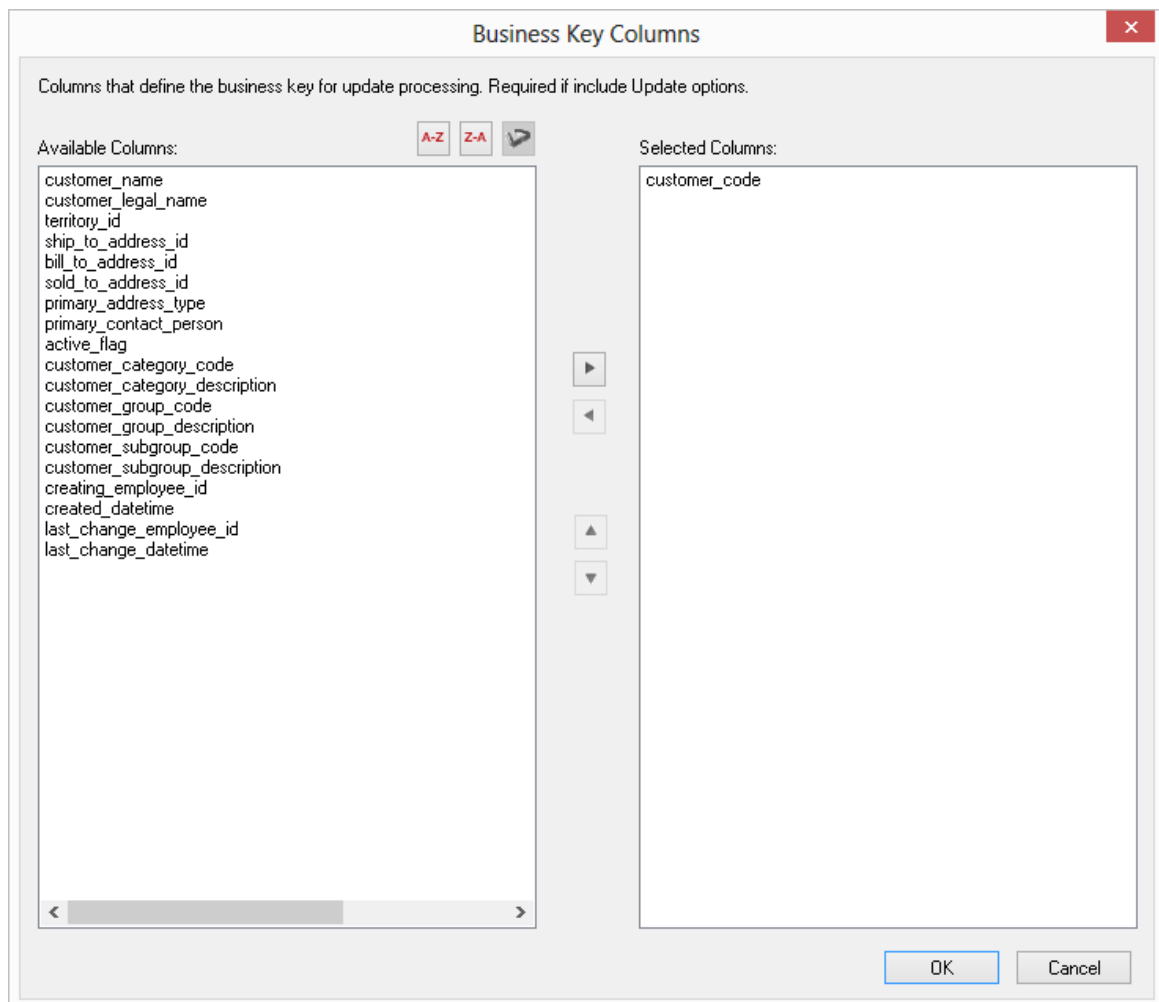 Business Key Columns
Columns that define the business key for update processing. Required if include Update options.
Available Columns:
A-Z
Z-A
customer_name
customer_legal_name
territory_id
ship_to_address_id
bill_to_address_id
sold_to_address_id
primary_address_type
primary_contact_person
active_flag
customer_category_code
customer_category_description
customer_group_code
customer_group_description
customer_subgroup_code
customer_subgroup_description
creating_employee_id
created_datetime
last_change_employee_id
last_change_datetime
Selected Columns:
customer_code
OK
Cancel